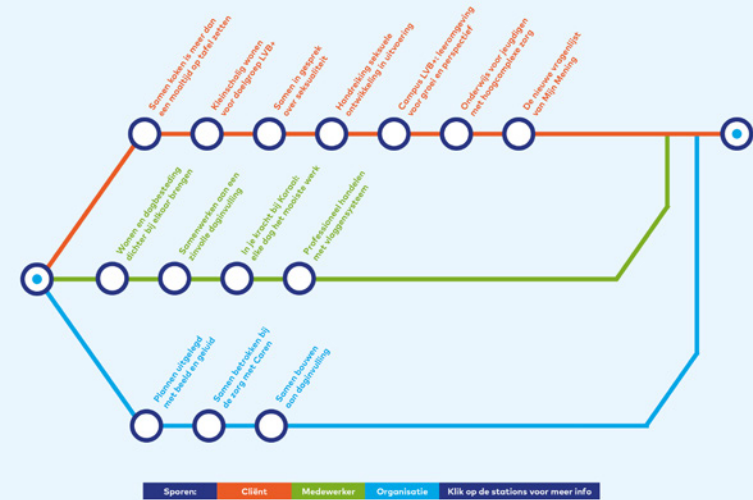 Samen koken is meer dan
een maaltijd op tafel zetten
Kleinschalig wonen
voor doelgroep LVB+
Samen in gesprek
over seksualiteit
Handreiking seksuele
ontwikkeling in uitvoering
Campus LVB+: leeromgeving
voor groei en perspectief
Onderwijs voor jeugdigen
met hoogcomplexe zorg
De nieuwe vragenlijst
van Mijn Mening
Wonen en dagbesteding
dichter bij elkaar brengen
Samenwerken aan een
zinvolle daginvulling
In je kracht bij Koraal:
elke dag het mooiste werk
Professioneel handelen
met vlaggensysteem
Plannen uitgelegd
met beeld en geluid
Samen betrokken bij
de zorg met Caren
Samen bouwen
aan daginvulling
Sporen: Cliënt Medewerker Organisatie Klik op de stations voor meer info